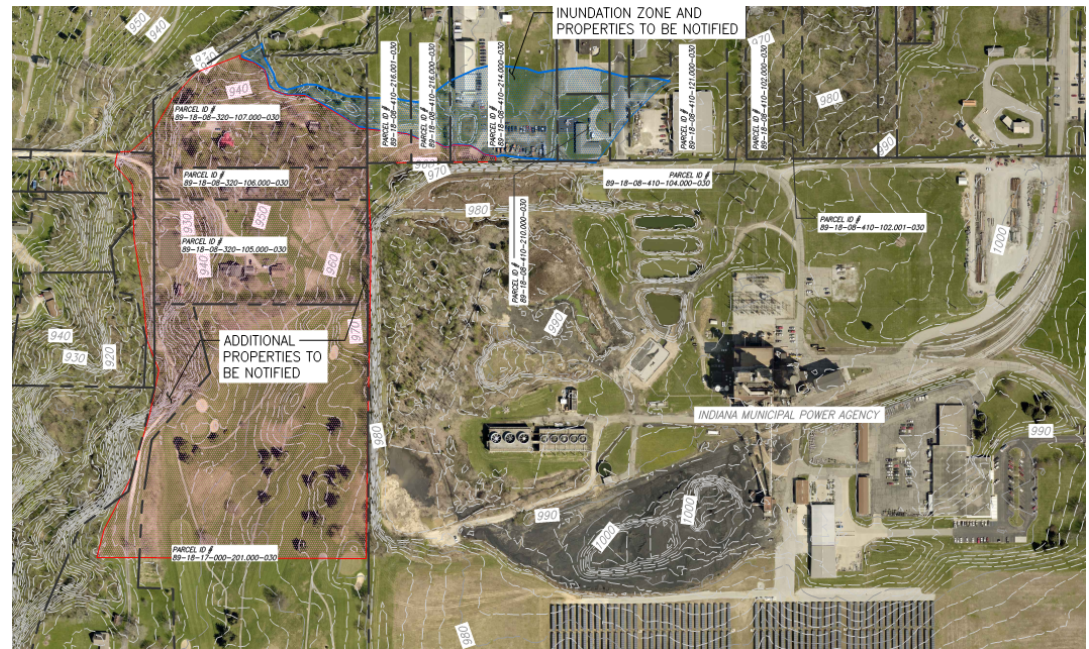 INUNDATION ZONE AND
PROPERTIES TO BE NOTIFIED
950
940
940
970
980
990
PARCEL ID #
89-18-08-320-107.000-030
PARCEL ID #
89-18-08-410-216.001-030
PARCEL ID #
89-18-08-410-216.000-030
PARCEL ID #
89-18-08-410-214.000-030
PARCEL ID #
89-18-08-410-121.000-030
PARCEL ID #
89-18-08-410-102.000-030
970
PARCEL ID #
89-18-08-320-106.000-030
PARCEL ID #
89-18-08-410-104.000-030
930
950
980
PARCEL ID #
89-18-08-410-102.001-030
PARCEL ID #
89-18-08-320-105.000-030
940
960
PARCEL ID #
89-18-08-410-210.000-030
1000
990
940
930
920
970
ADDITIONAL
PROPERTIES TO
BE NOTIFIED
INDIANA MUNICIPAL POWER AGENCY
980
990
990
1000
1000
PARCEL ID #
89-18-17-000-201.000-030
980
980